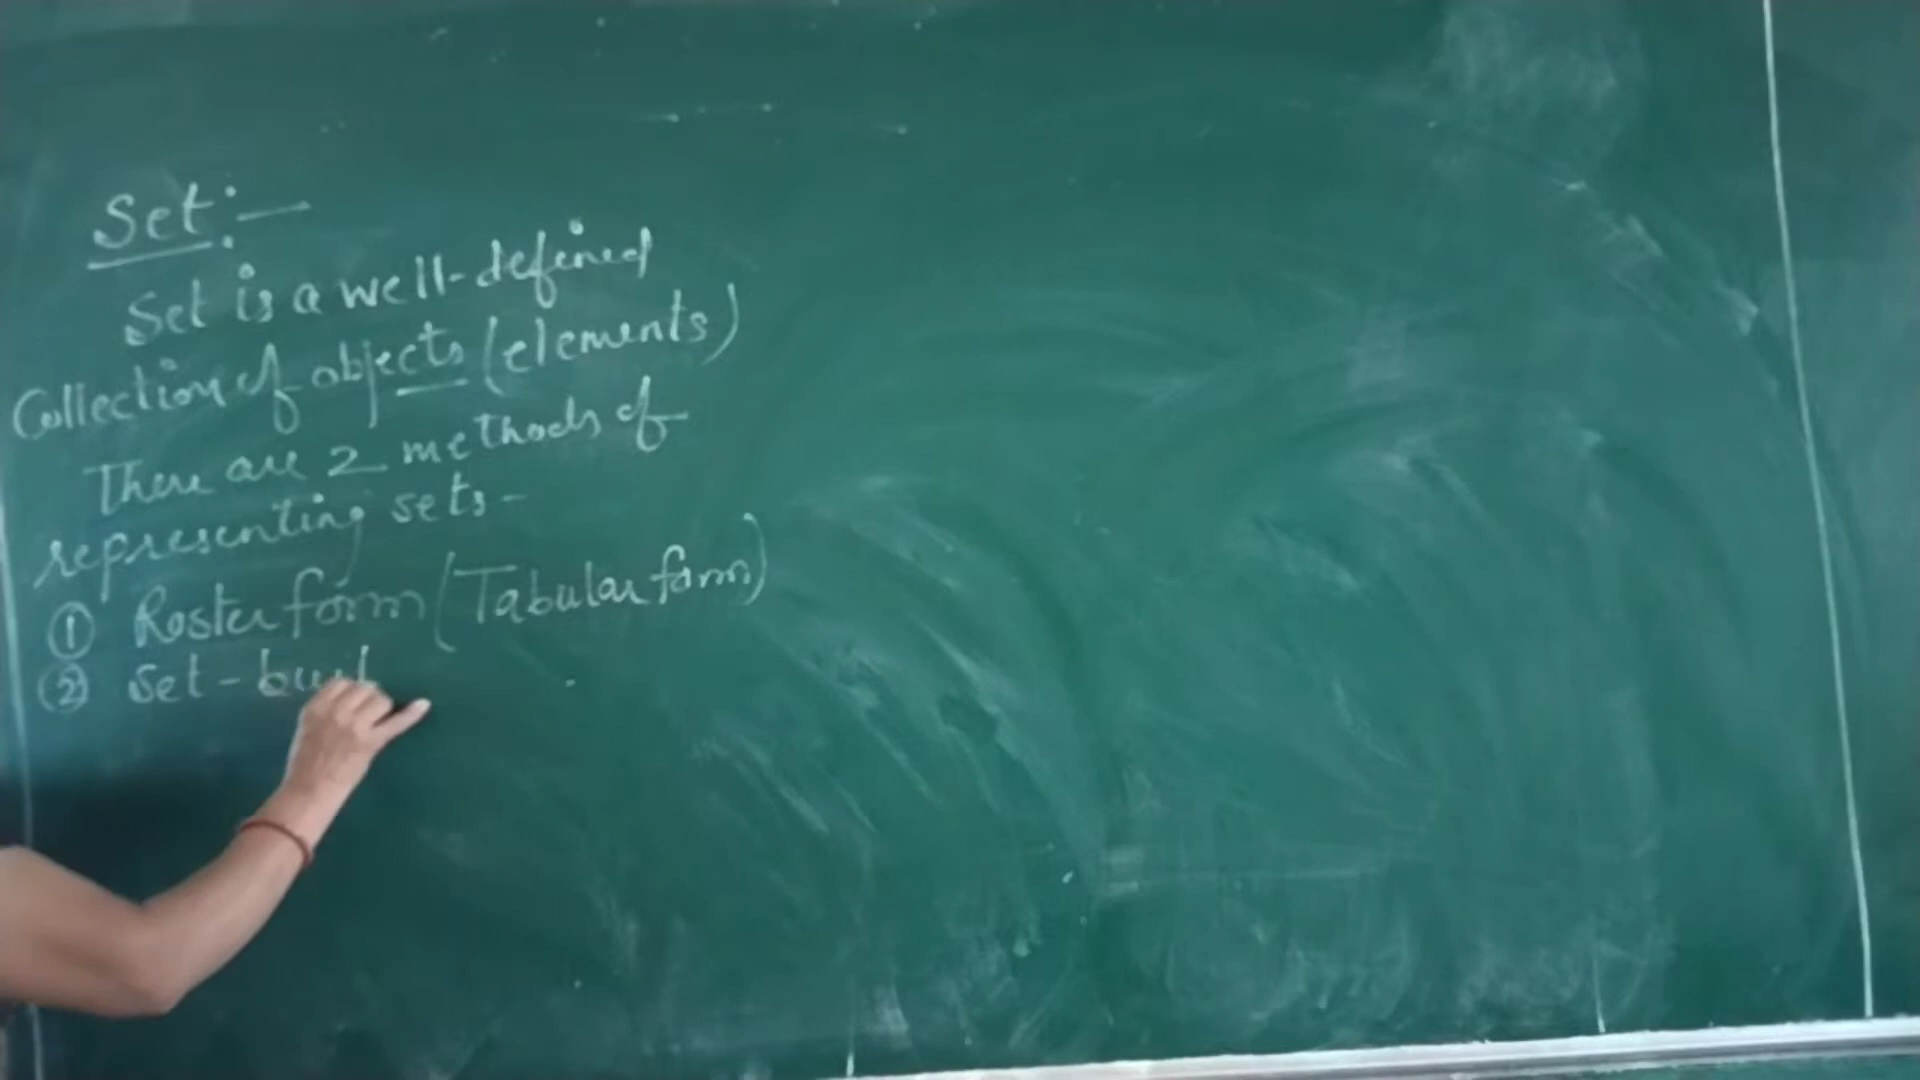 Set:-
Set is a well-defined
Collection of objects (elements)
There are 2 methods of
representing sets-
① Roster form (Tabular form)
② Set-buil